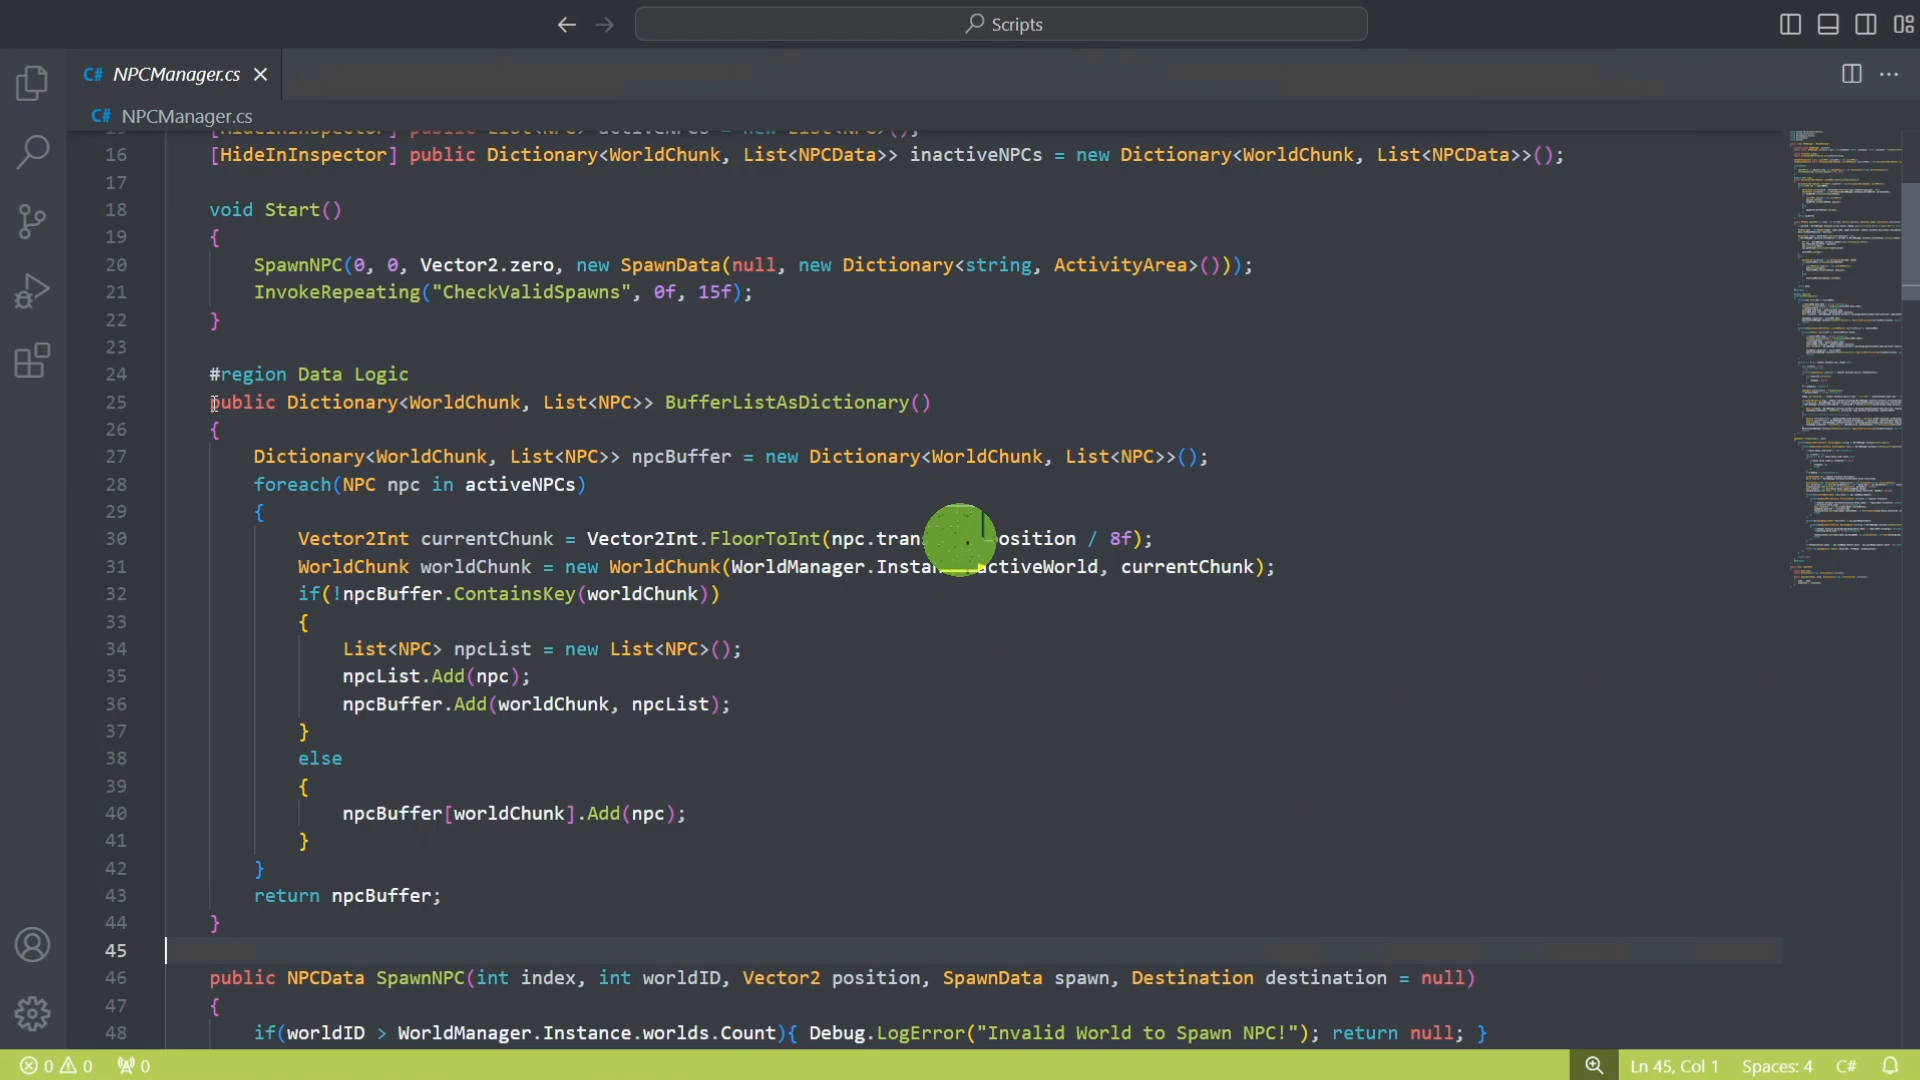 Scripts
C# NPCManager.cs
C# NPCManager.cs
16 [HideInInspector] public Dictionary<WorldChunk, List<NPCData>> inactiveNPCs = new Dictionary<WorldChunk, List<NPCData>>();
17
18 void Start()
19 {
20 SpawnNPC(0, 0, Vector2.zero, new SpawnData(null, new Dictionary<string, ActivityArea>()));
21 InvokeRepeating("CheckValidSpawns", 0f, 15f);
22 }
23
24 #region Data Logic
25 public Dictionary<WorldChunk, List<NPC>> BufferListAsDictionary()
26 {
27 Dictionary<WorldChunk, List<NPC>> npcBuffer = new Dictionary<WorldChunk, List<NPC>>();
28 foreach(NPC npc in activeNPCs)
29 {
30 Vector2Int currentChunk = Vector2Int.FloorToInt(npc.trans osition / 8f);
31 WorldChunk worldChunk = new WorldChunk(WorldManager.Instan activeWorld, currentChunk);
32 if(!npcBuffer.ContainsKey(worldChunk))
33 {
34 List<NPC> npcList = new List<NPC>();
35 npcList.Add(npc);
36 npcBuffer.Add(worldChunk, npcList);
37 }
38 else
39 {
40 npcBuffer[worldChunk].Add(npc);
41 }
42 }
43 return npcBuffer;
44 }
45
46 public NPCData SpawnNPC(int index, int worldID, Vector2 position, SpawnData spawn, Destination destination = null)
47 {
48 if(worldID > WorldManager.Instance.worlds.Count){ Debug.LogError("Invalid World to Spawn NPC!"); return null; }
0 0 0 Ln 45, Col 1 Spaces: 4 C#